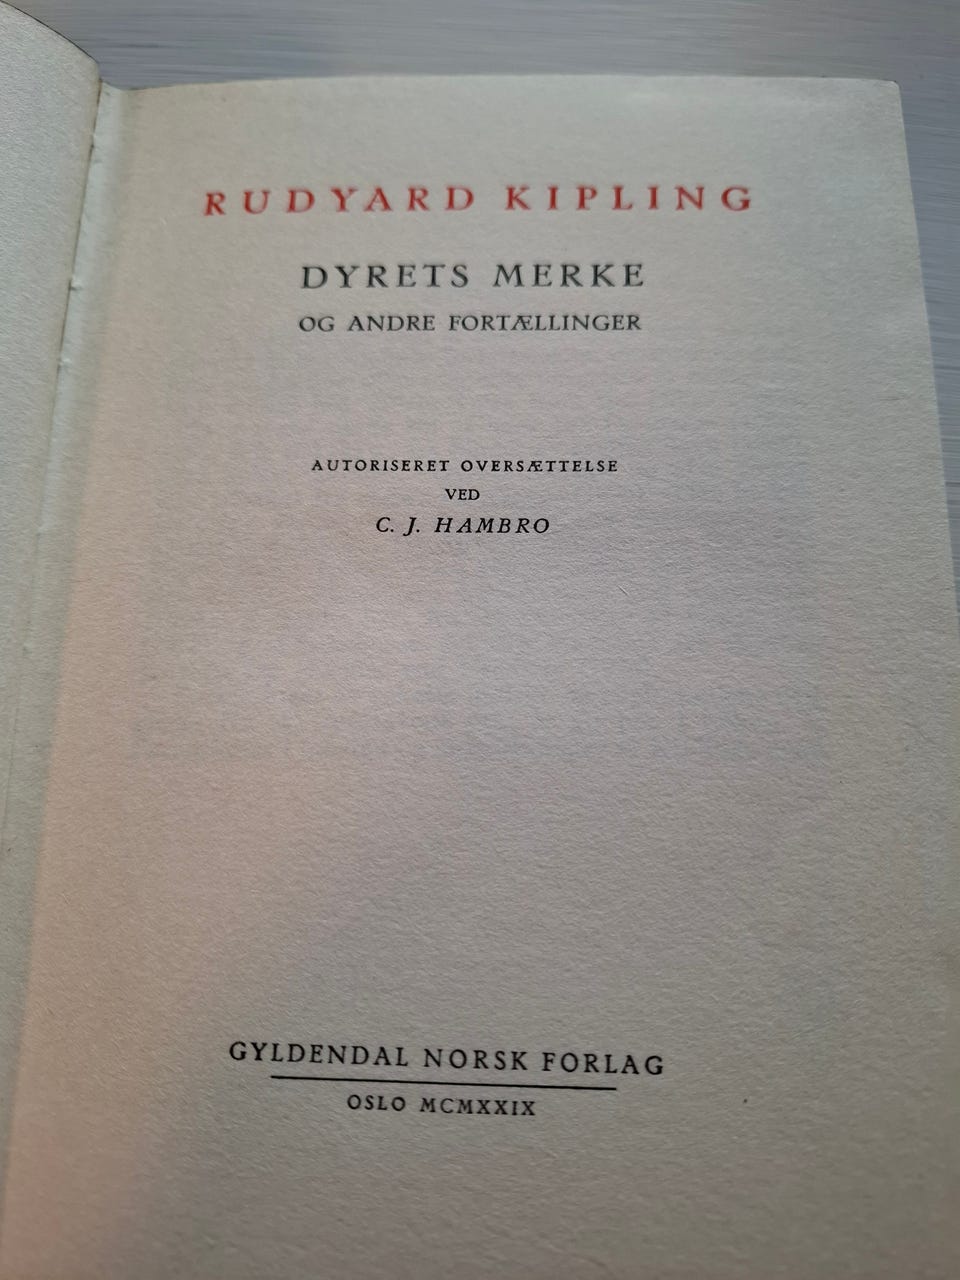 RUDYARD KIPLING
DYRETS MERKE
OG ANDRE FORTÆLLINGER
AUTORISERET OVERSÆTTELSE
VED
C. J. HAMBRO
GYLDENDAL NORSK FORLAG
OSLO MCMXXIX